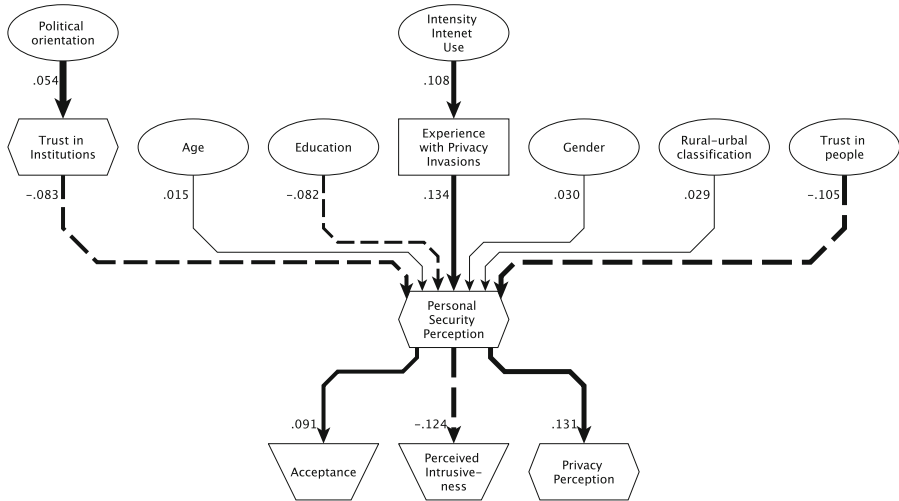 Political
orientation
Intensity
Intenet
Use
.054
.108
Trust in
Institutions
Age
Education
Experience
with Privacy
Invasions
Gender
Rural-urbal
classification
Trust in
people
-.083
.015
-.082
.134
.030
.029
-.105
Personal
Security
Perception
.091
-.124
.131
Acceptance
Perceived
Intrusive-
ness
Privacy
Perception